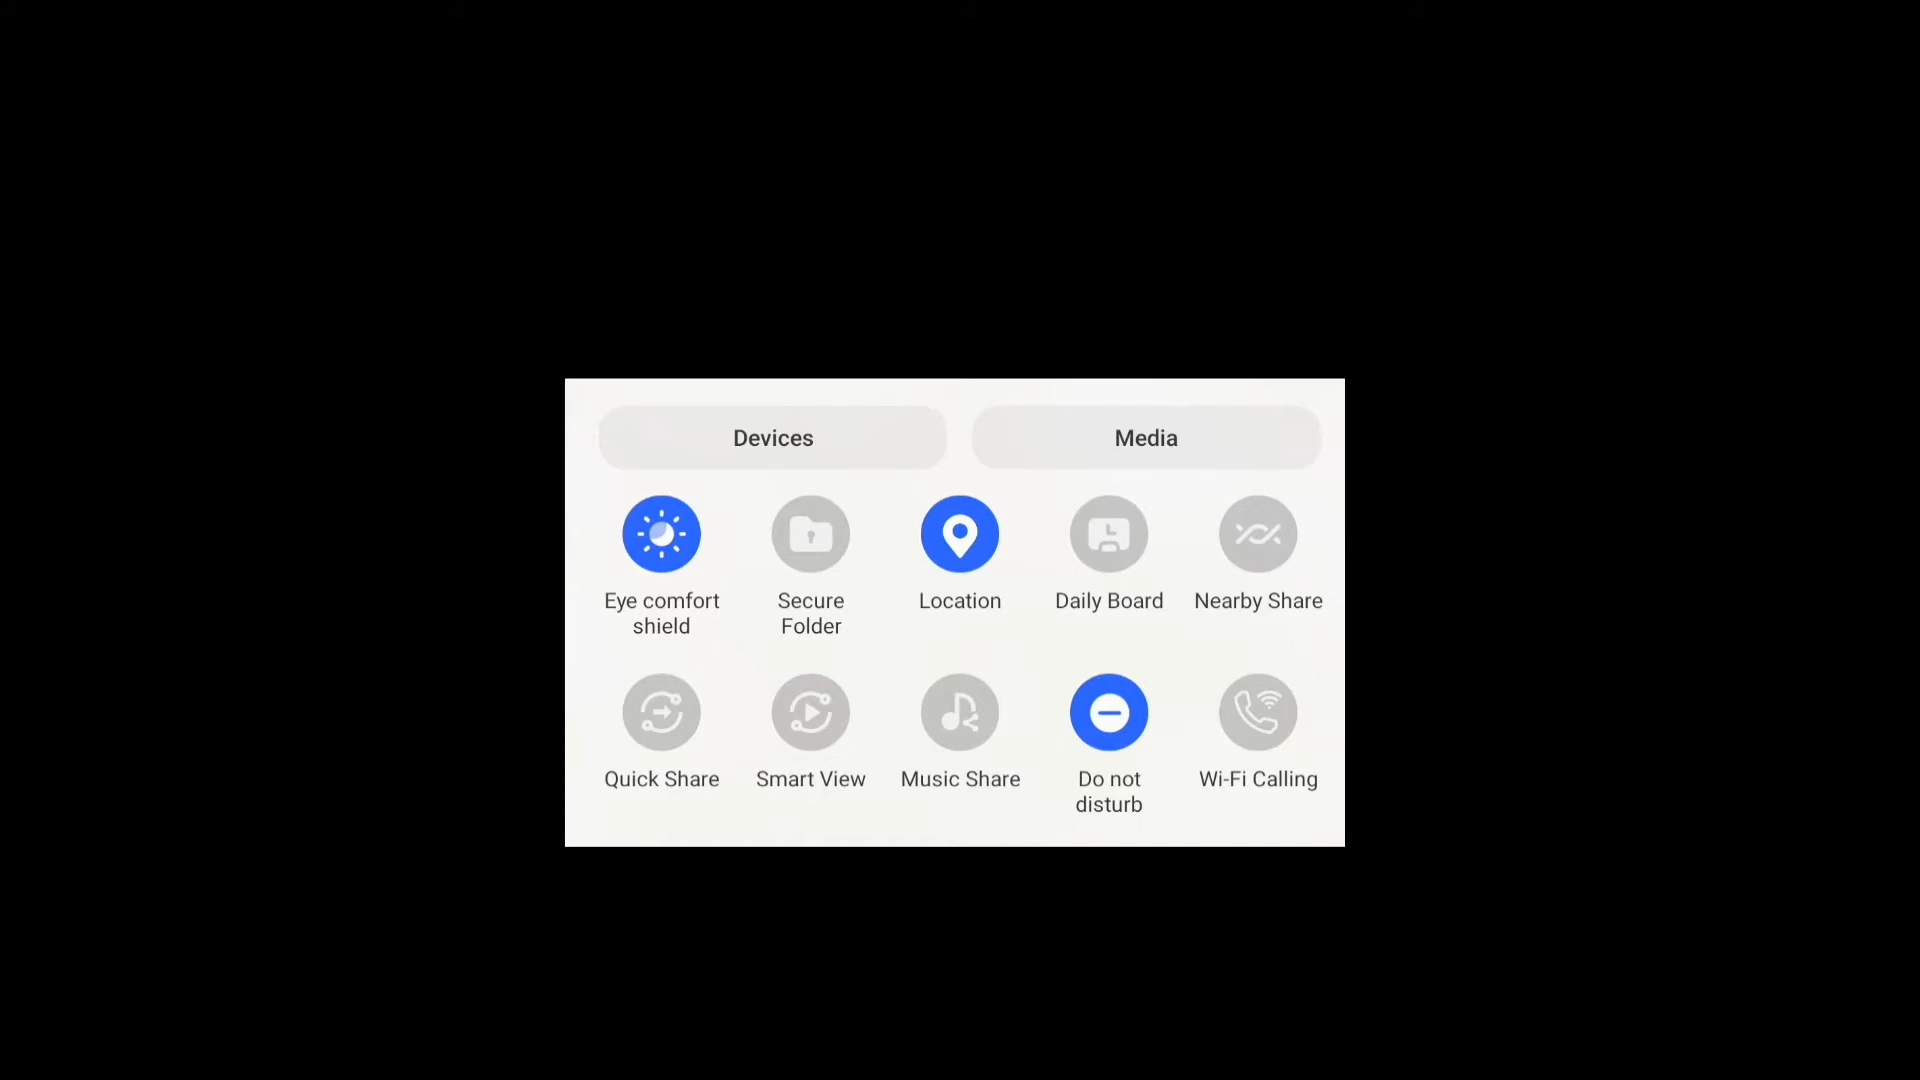 Devices
Media
Eye comfort
shield
Secure
Folder
Location
Daily Board
Nearby Share
Quick Share
Smart View
Music Share
Do not
disturb
Wi-Fi Calling